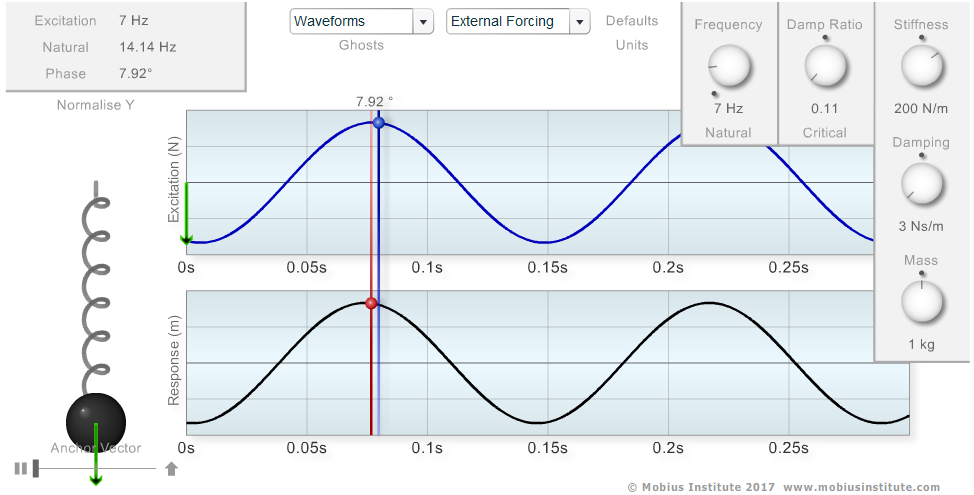 Excitation 7 Hz
Natural 14.14 Hz
Phase 7.92°
Normalise Y
Waveforms
Ghosts
External Forcing
Defaults
Units
Frequency
7 Hz
Natural
Damp Ratio
0.11
Critical
Stiffness
200 N/m
Damping
3 Ns/m
Mass
1 kg
7.92 °
Excitation (N)
0s 0.05s 0.1s 0.15s 0.2s 0.25s
Response (m)
0s 0.05s 0.1s 0.15s 0.2s 0.25s
Anchor Vector
© Mobius Institute 2017 www.mobiusinstitute.com